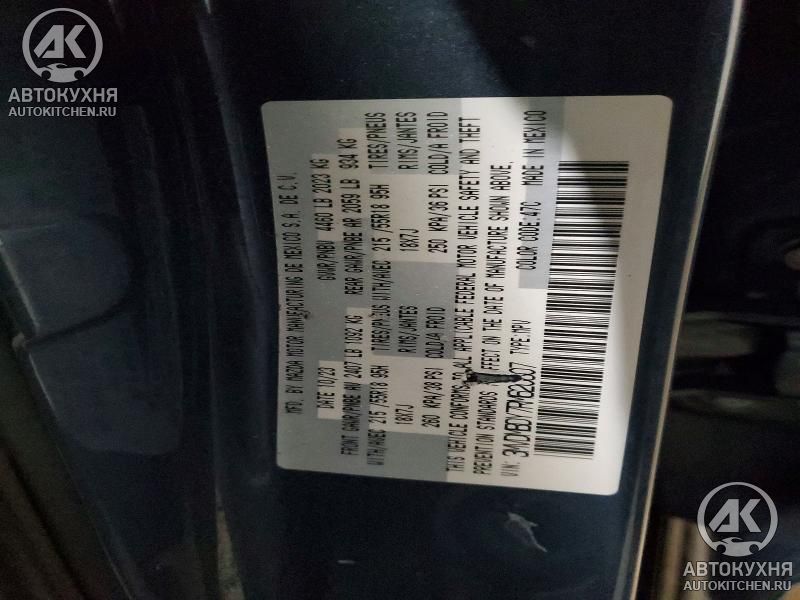 АК
АВТОКУХНЯ
AUTOKITCHEN.RU
MFD. BY MAZDA MOTOR MANUFACTURING DE MEXICO S.A. DE C.V.
DATE 10/23 GVWR/PNBV 4460 LB 2023 KG
FRONT GAWR/PNBE AV 2407 LB 1092 KG REAR GAWR/PNBE AR 2059 LB 934 KG
WITH/AVEC 215/55R18 95H TIRES/PNEUS WITH/AVEC 215/55R18 95H TIRES/PNEUS
18X7J RIMS/JANTES 18X7J RIMS/JANTES
260 KPA/38 PSI COLD/A FROID 250 KPA/36 PSI COLD/A FROID
THIS VEHICLE CONFORMS TO ALL APPLICABLE FEDERAL MOTOR VEHICLE SAFETY AND THEFT
PREVENTION STANDARDS EFFECT ON THE DATE OF MANUFACTURE SHOWN ABOVE.
VIN: TYPE:MPV COLOR CODE:47C MADE IN MEXICO
АК
АВТОКУХНЯ
AUTOKITCHEN.RU